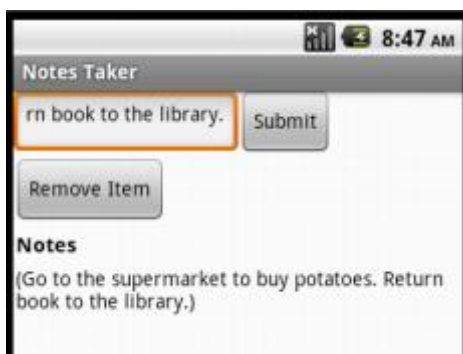 8:47 AM
Notes Taker
rn book to the library.
Submit
Remove Item
Notes
(Go to the supermarket to buy potatoes. Return
book to the library.)